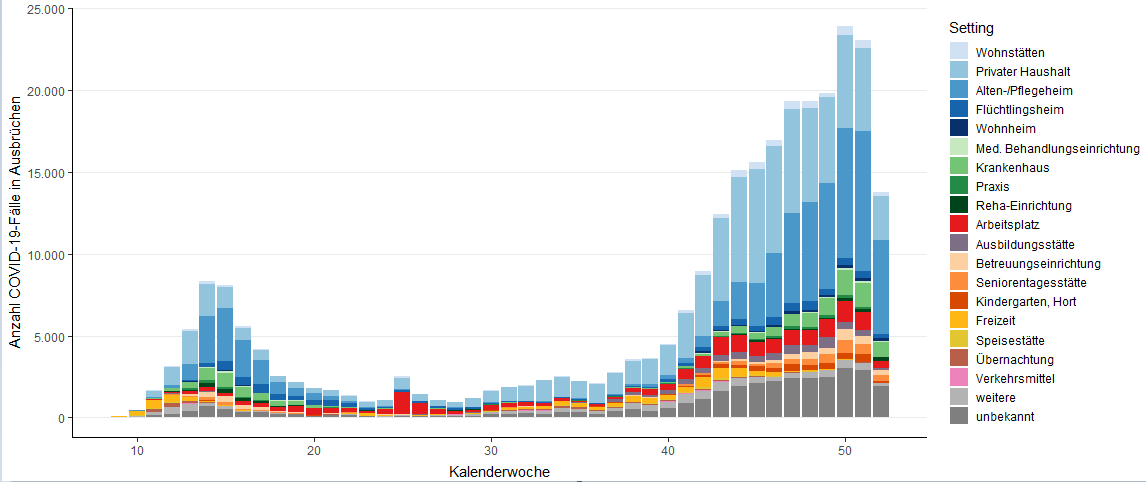 25.000
20.000
15.000
10.000
5.000
0
Anzahl COVID-19-Fälle in Ausbrüchen
10
20
30
40
50
Kalenderwoche
Setting
Wohnstätten
Privater Haushalt
Alten-/Pflegeheim
Flüchtlingsheim
Wohnheim
Med. Behandlungseinrichtung
Krankenhaus
Praxis
Reha-Einrichtung
Arbeitsplatz
Ausbildungsstätte
Betreuungseinrichtung
Seniorentagesstätte
Kindergarten, Hort
Freizeit
Speisestätte
Übernachtung
Verkehrsmittel
weitere
unbekannt